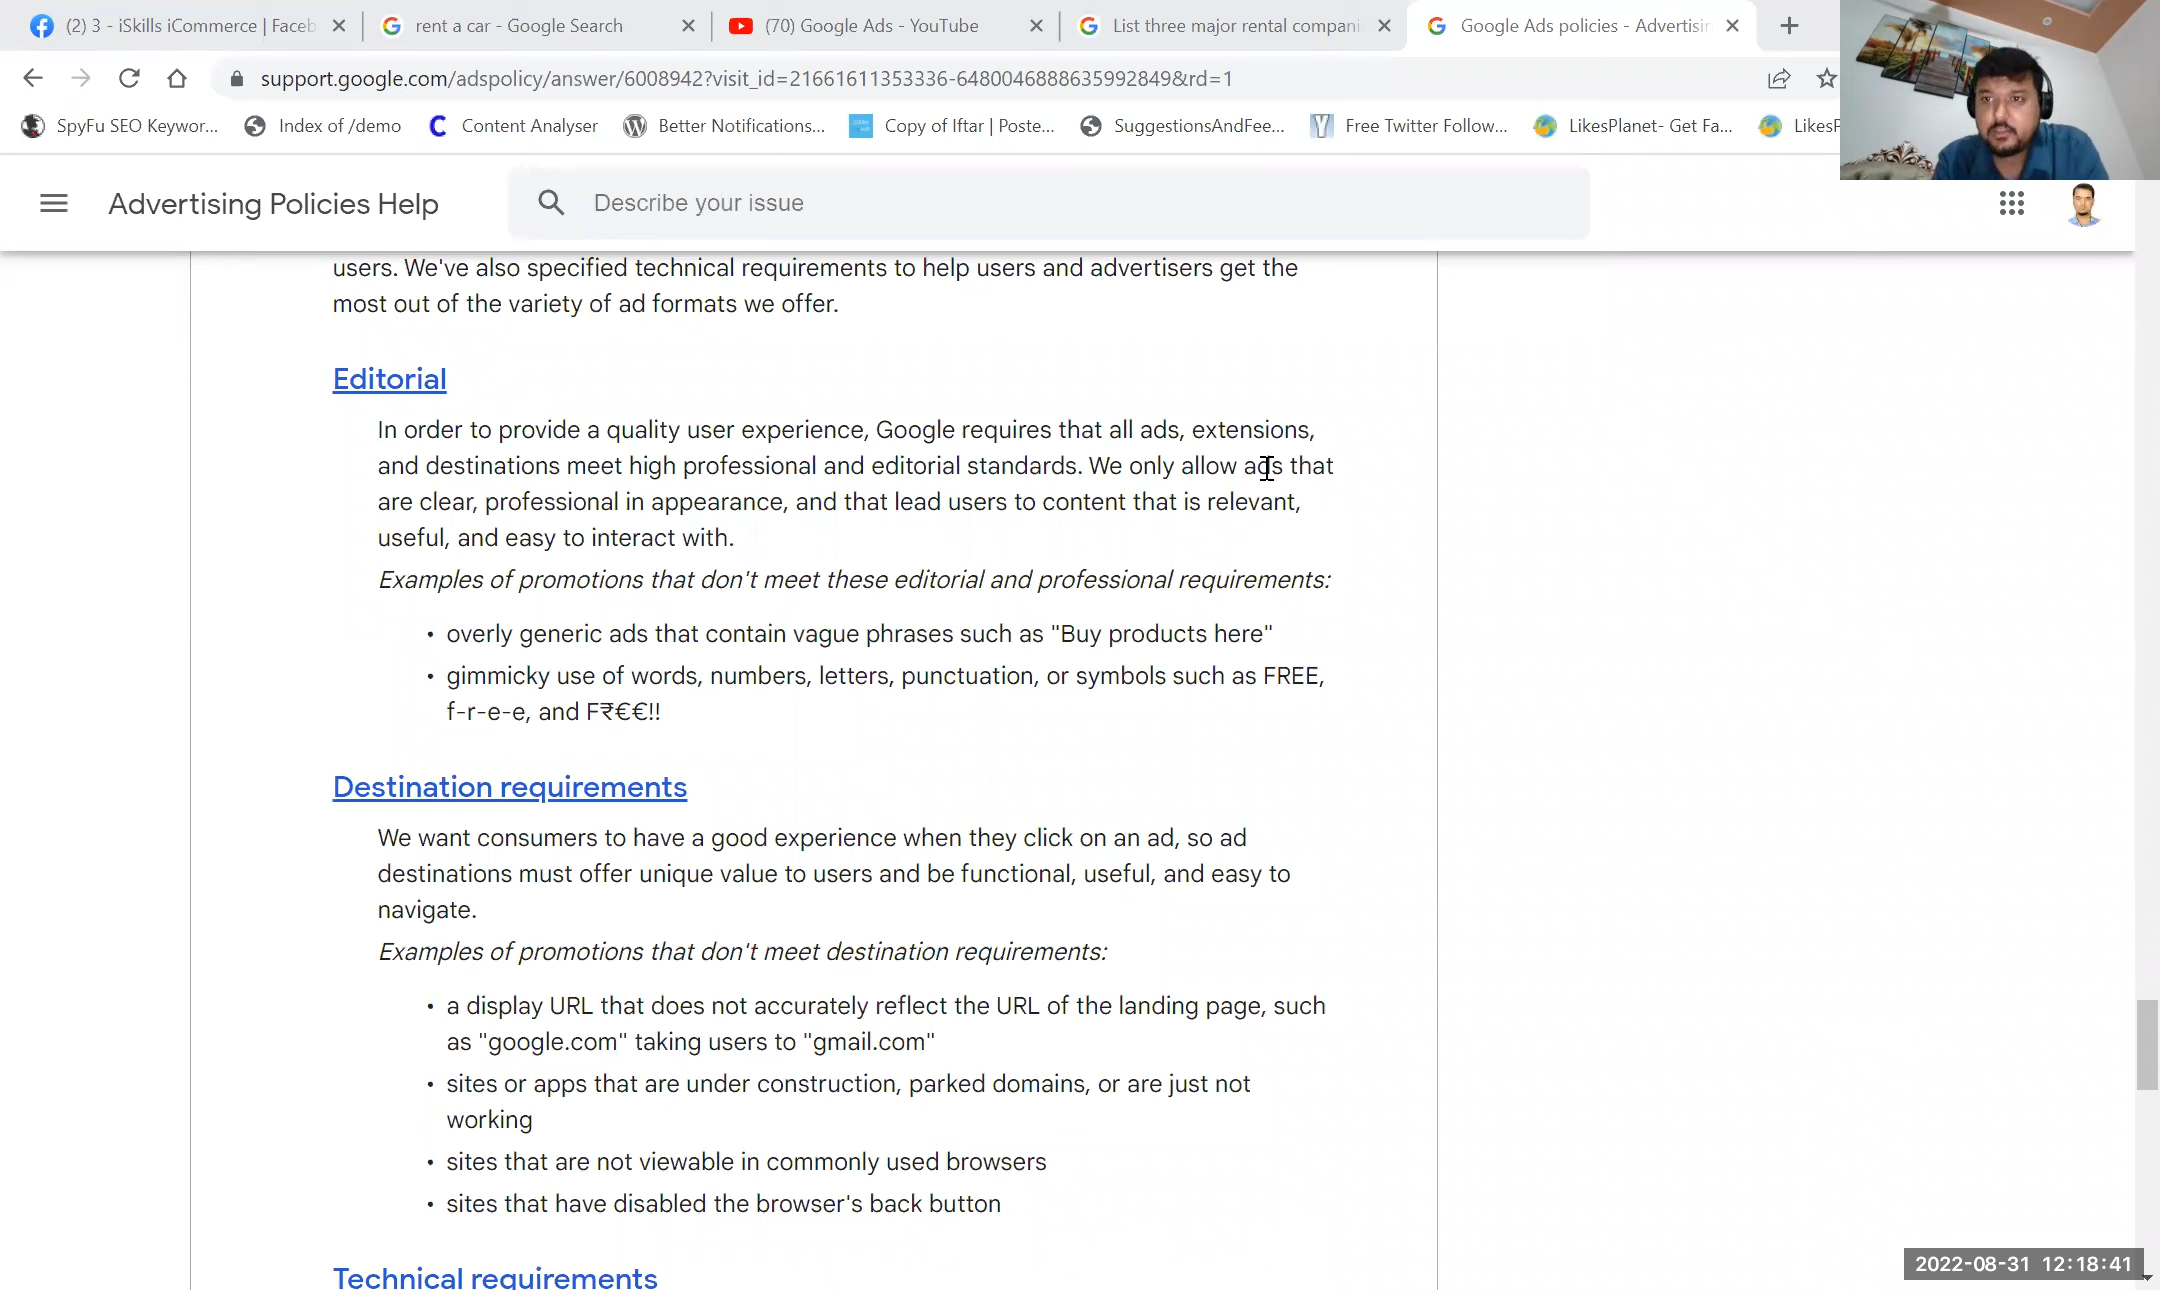 (2) 3 - iSkills iCommerce | Faceb
rent a car - Google Search
(70) Google Ads - YouTube
List three major rental compani
Google Ads policies - Advertisin
support.google.com/adspolicy/answer/6008942?visit_id=21661611353336-6480046888635992849&rd=1
SpyFu SEO Keywor...
Index of /demo
Content Analyser
Better Notifications...
Copy of Iftar | Poste...
SuggestionsAndFee...
Free Twitter Follow...
LikesPlanet- Get Fa...
LikesP
Advertising Policies Help
Describe your issue
users. We've also specified technical requirements to help users and advertisers get the
most out of the variety of ad formats we offer.
Editorial
In order to provide a quality user experience, Google requires that all ads, extensions,
and destinations meet high professional and editorial standards. We only allow ads that
are clear, professional in appearance, and that lead users to content that is relevant,
useful, and easy to interact with.
Examples of promotions that don't meet these editorial and professional requirements:
• overly generic ads that contain vague phrases such as "Buy products here"
• gimmicky use of words, numbers, letters, punctuation, or symbols such as FREE,
f-r-e-e, and F₹€€!!
Destination requirements
We want consumers to have a good experience when they click on an ad, so ad
destinations must offer unique value to users and be functional, useful, and easy to
navigate.
Examples of promotions that don't meet destination requirements:
• a display URL that does not accurately reflect the URL of the landing page, such
as "google.com" taking users to "gmail.com"
• sites or apps that are under construction, parked domains, or are just not
working
• sites that are not viewable in commonly used browsers
• sites that have disabled the browser's back button
Technical requirements
2022-08-31 12:18:41